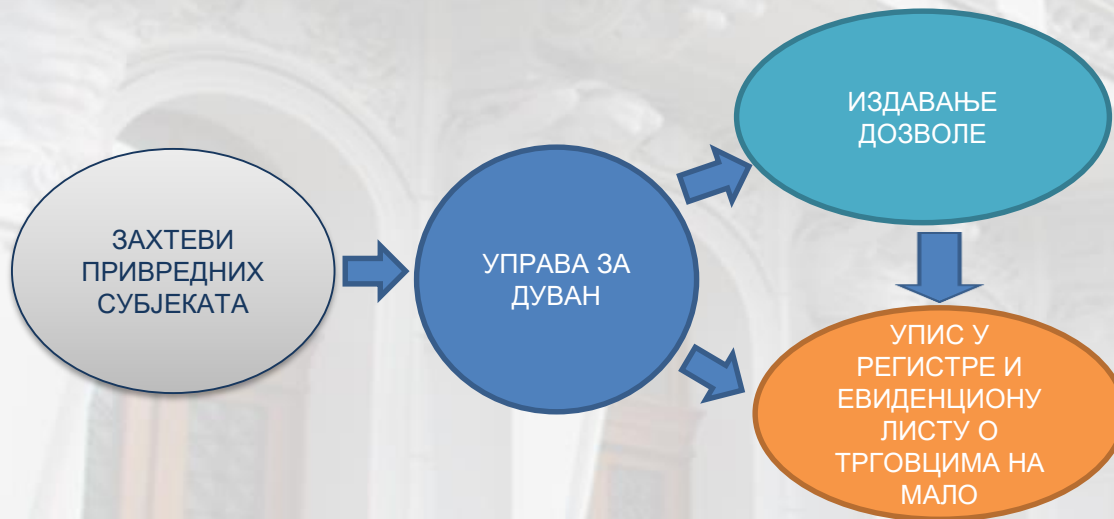 ЗАХТЕВИ
ПРИВРЕДНИХ
СУБЈЕКАТА
УПРАВА ЗА
ДУВАН
ИЗДАВАЊЕ
ДОЗВОЛЕ
УПИС У
РЕГИСТРЕ И
ЕВИДЕНЦИОНУ
ЛИСТУ О
ТРГОВЦИМА НА
МАЛО